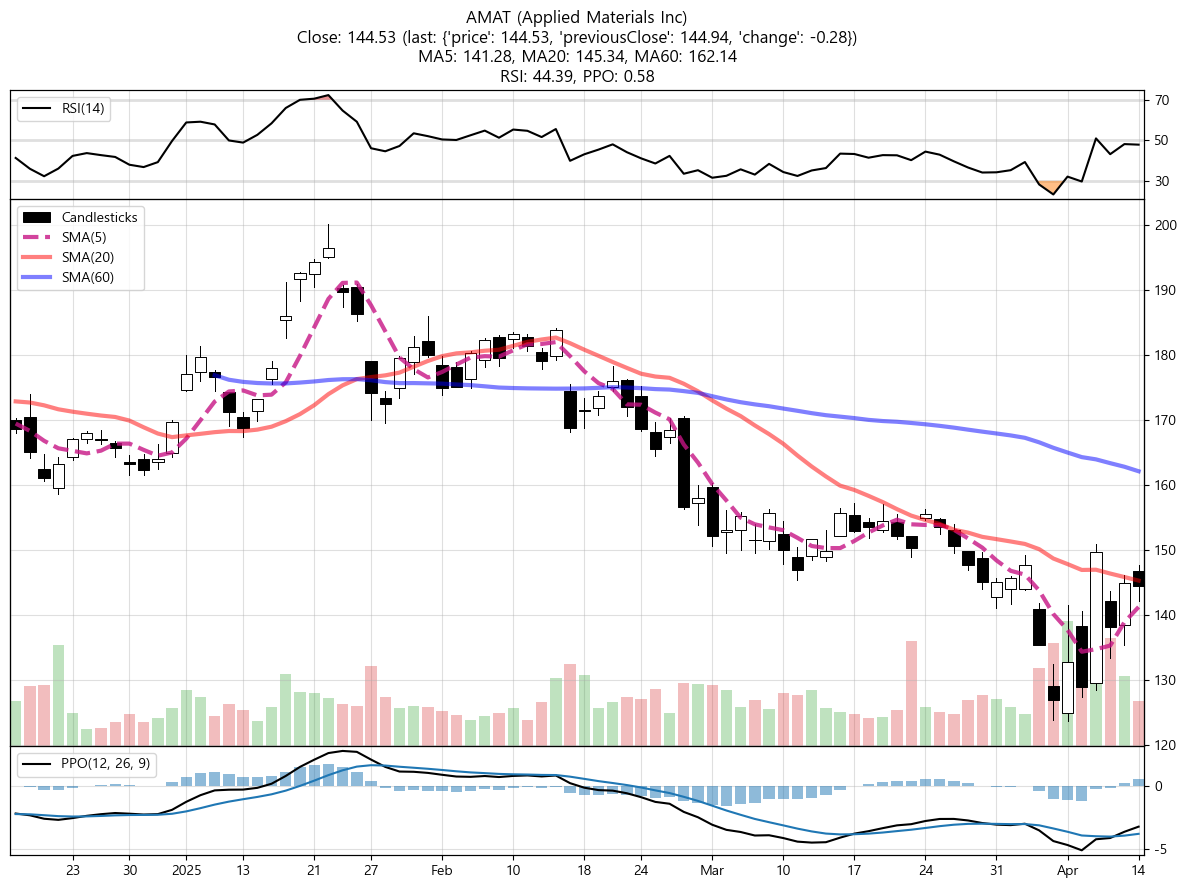 AMAT (Applied Materials Inc)
Close: 144.53 (last: {'price': 144.53, 'previousClose': 144.94, 'change': -0.28})
MA5: 141.28, MA20: 145.34, MA60: 162.14
RSI: 44.39, PPO: 0.58
RSI(14)
70
50
30
Candlesticks
SMA(5)
SMA(20)
SMA(60)
200
190
180
170
160
150
140
130
120
PPO(12, 26, 9)
0
-5
23 30 2025 13 21 27 Feb 10 18 24 Mar 10 17 24 31 Apr 14